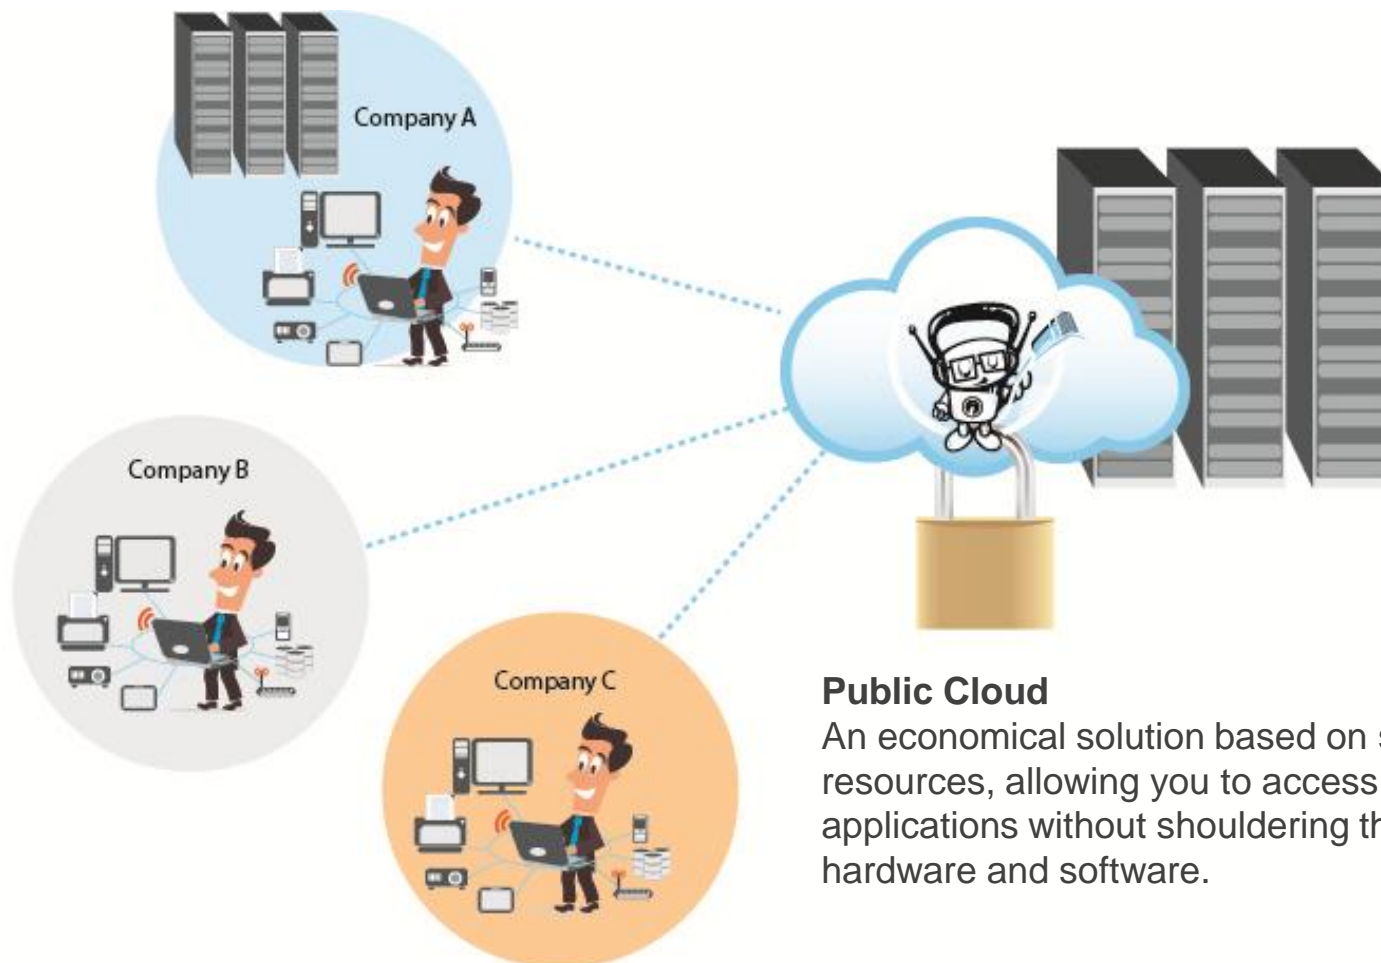 Company A
Company B
Company C
Public Cloud
An economical solution based on
resources, allowing you to access
applications without shouldering
hardware and software.